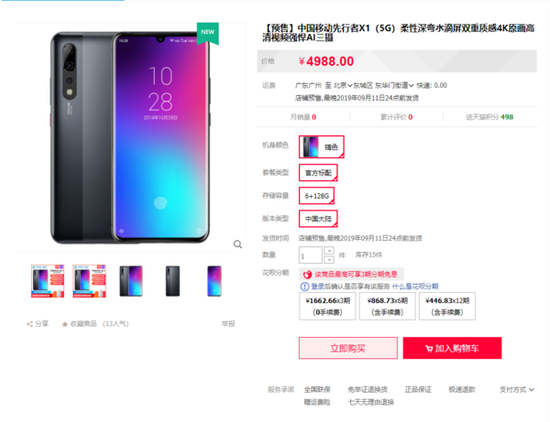 NEW
10:28
10
28
2019年10月28日
分享
收藏商品 (13人气)
举报
【预售】中国移动先行者X1（5G）柔性深弯水滴屏双重质感4K原画高
清视频强悍AI三摄
价格
¥4988.00
运费
广东广州 至 北京 东城区 东华门街道 快递: 0.00
店铺预售,最晚2019年09月11日24点前发货
月销量 0
累计评价 0
送天猫积分 498
机身颜色
镜色
套餐类型
官方标配
存储容量
6+128G
版本类型
中国大陆
发货时间
店铺预售,最晚2019年09月11日24点前发货
数量
1
件
库存15件
花呗分期
该商品最高可享3期分期免息
登录后确认是否享有该服务 什么是花呗分期
¥1662.66x3期
（0手续费）
¥868.73x6期
（含手续费）
¥446.83x12期
（含手续费）
立即购买
加入购物车
服务承诺
全国联保
免举证退换货
正品保证
极速退款
支付方式
赠运费险
七天无理由退换